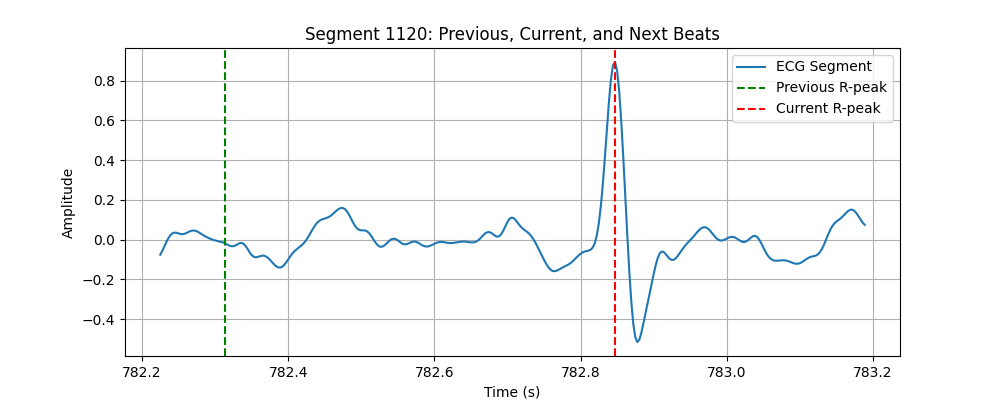 Segment 1120: Previous, Current, and Next Beats
ECG Segment
Previous R-peak
Current R-peak
Amplitude
0.8
0.6
0.4
0.2
0.0
−0.2
−0.4
782.2 782.4 782.6 782.8 783.0 783.2
Time (s)